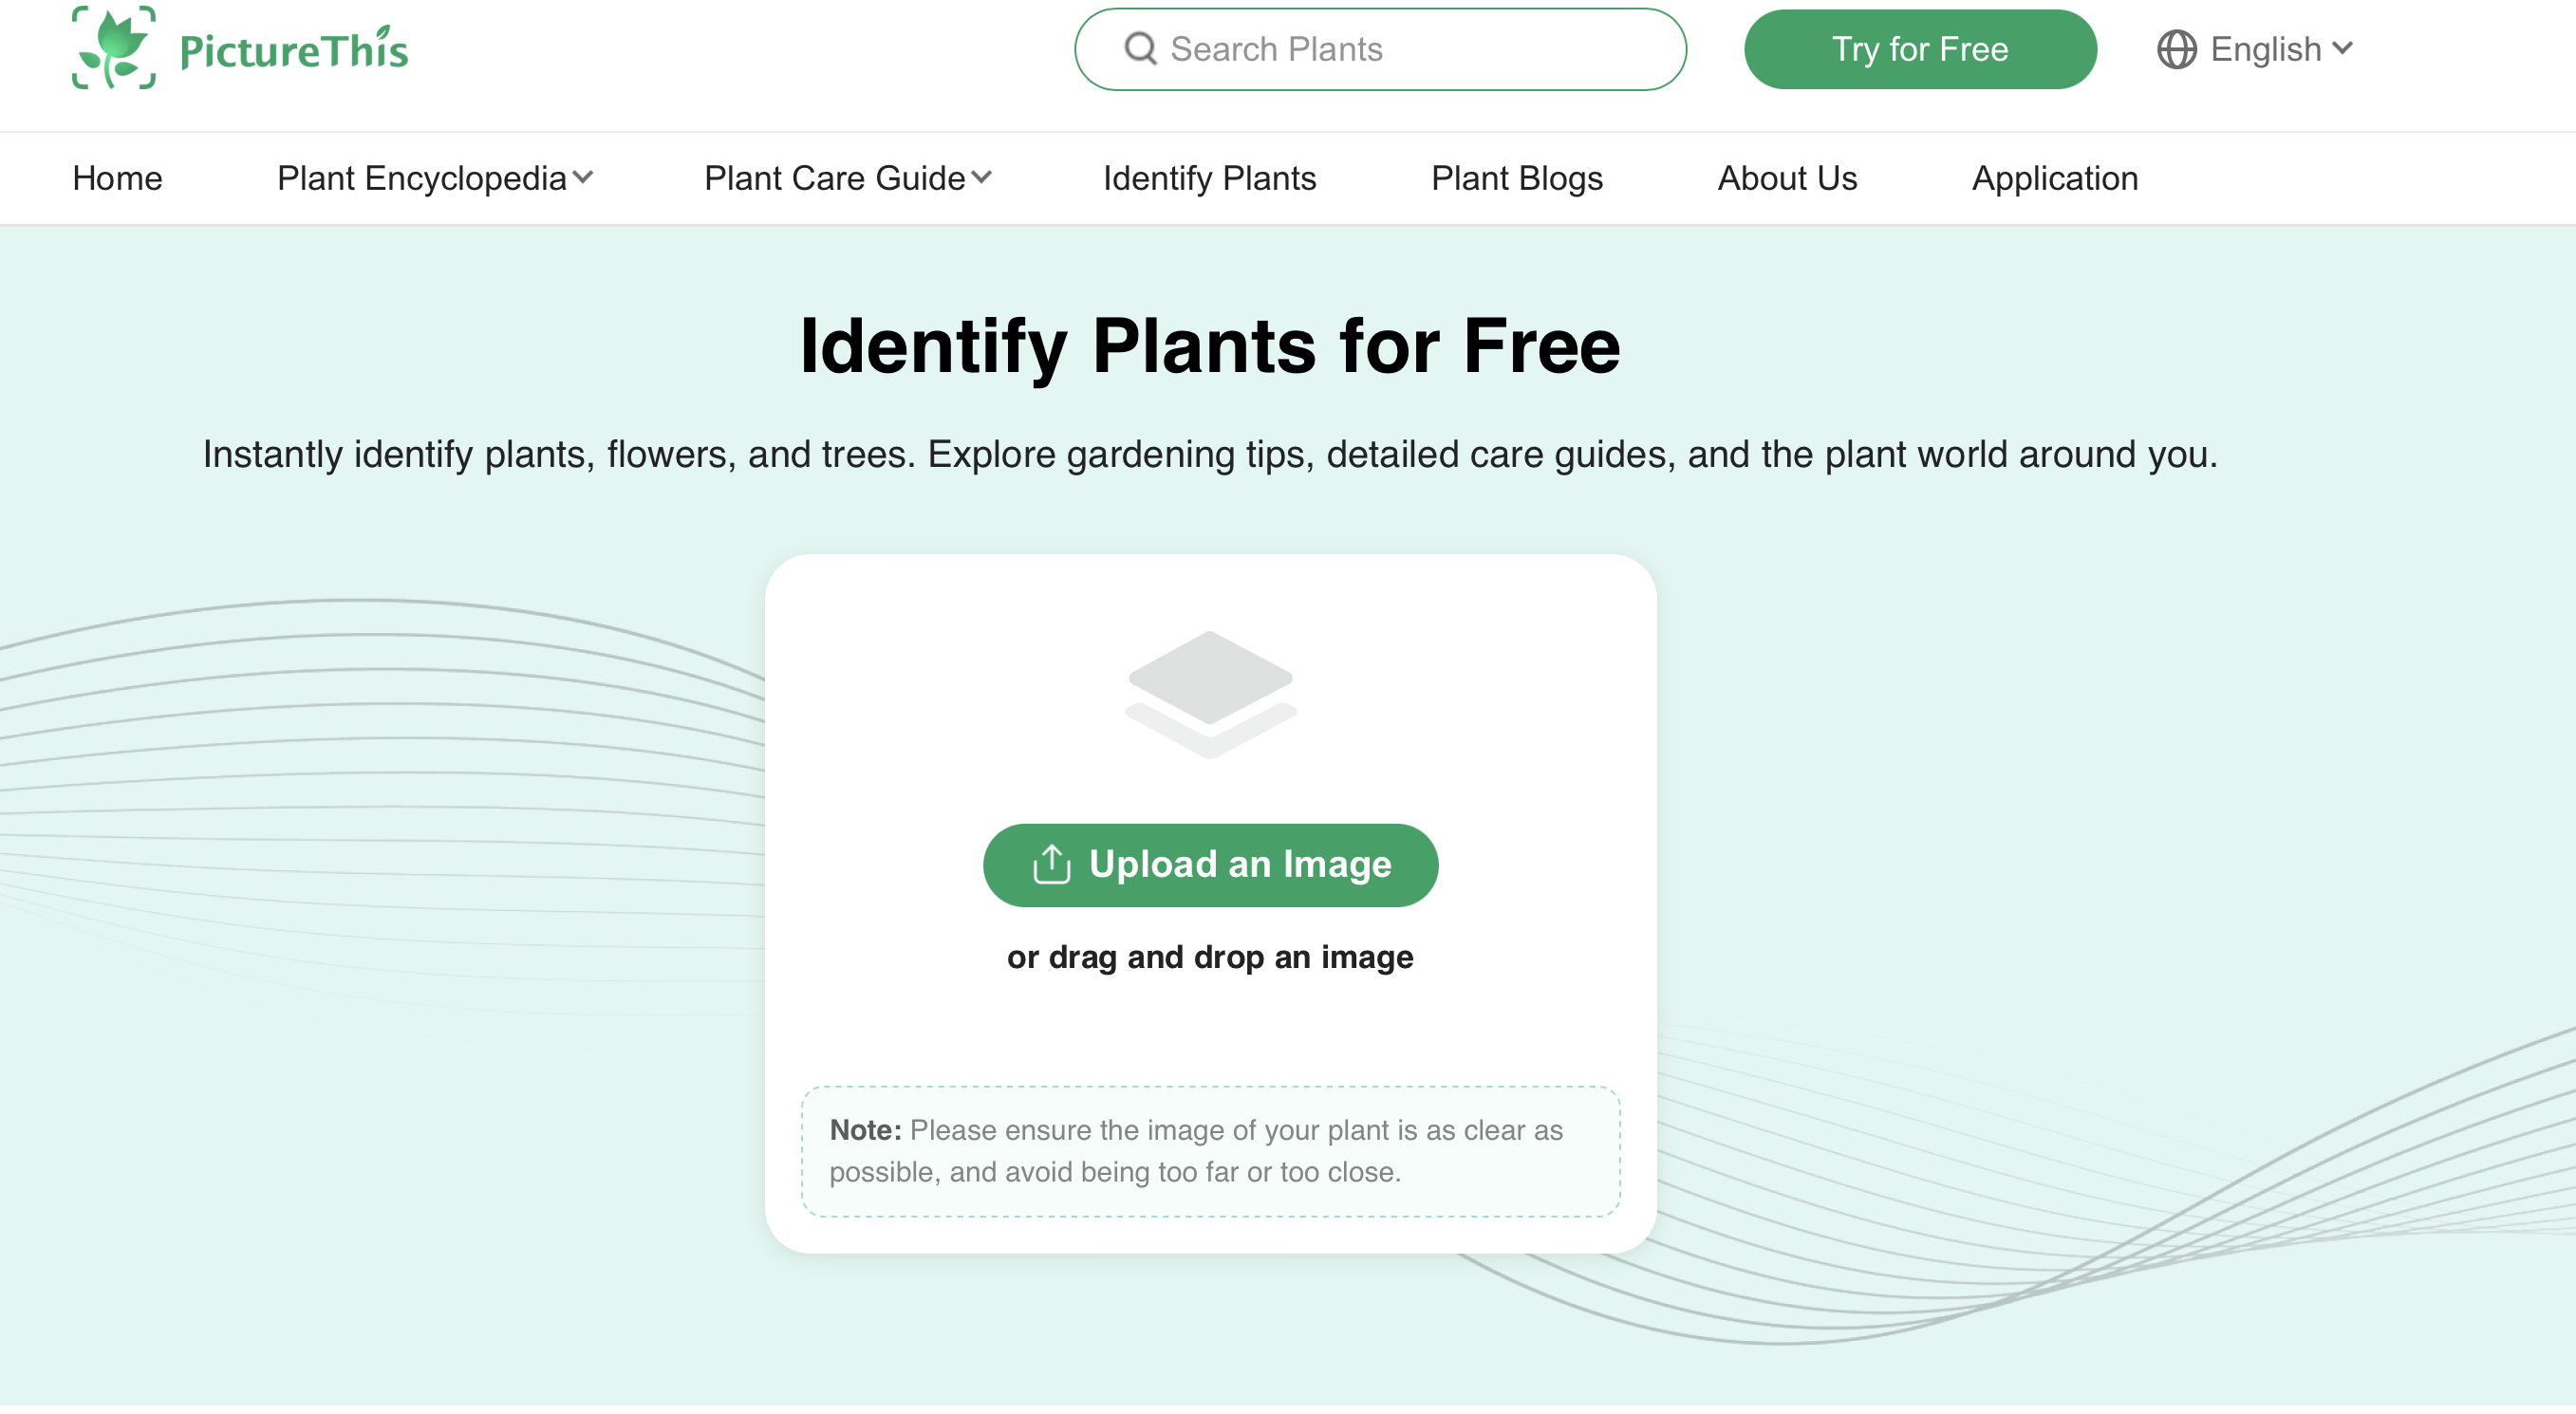 PictureThis
Search Plants
Try for Free
English
Home
Plant Encyclopedia
Plant Care Guide
Identify Plants
Plant Blogs
About Us
Application
Identify Plants for Free
Instantly identify plants, flowers, and trees. Explore gardening tips, detailed care guides, and the plant world around you.
Upload an Image
or drag and drop an image
Note: Please ensure the image of your plant is as clear as
possible, and avoid being too far or too close.